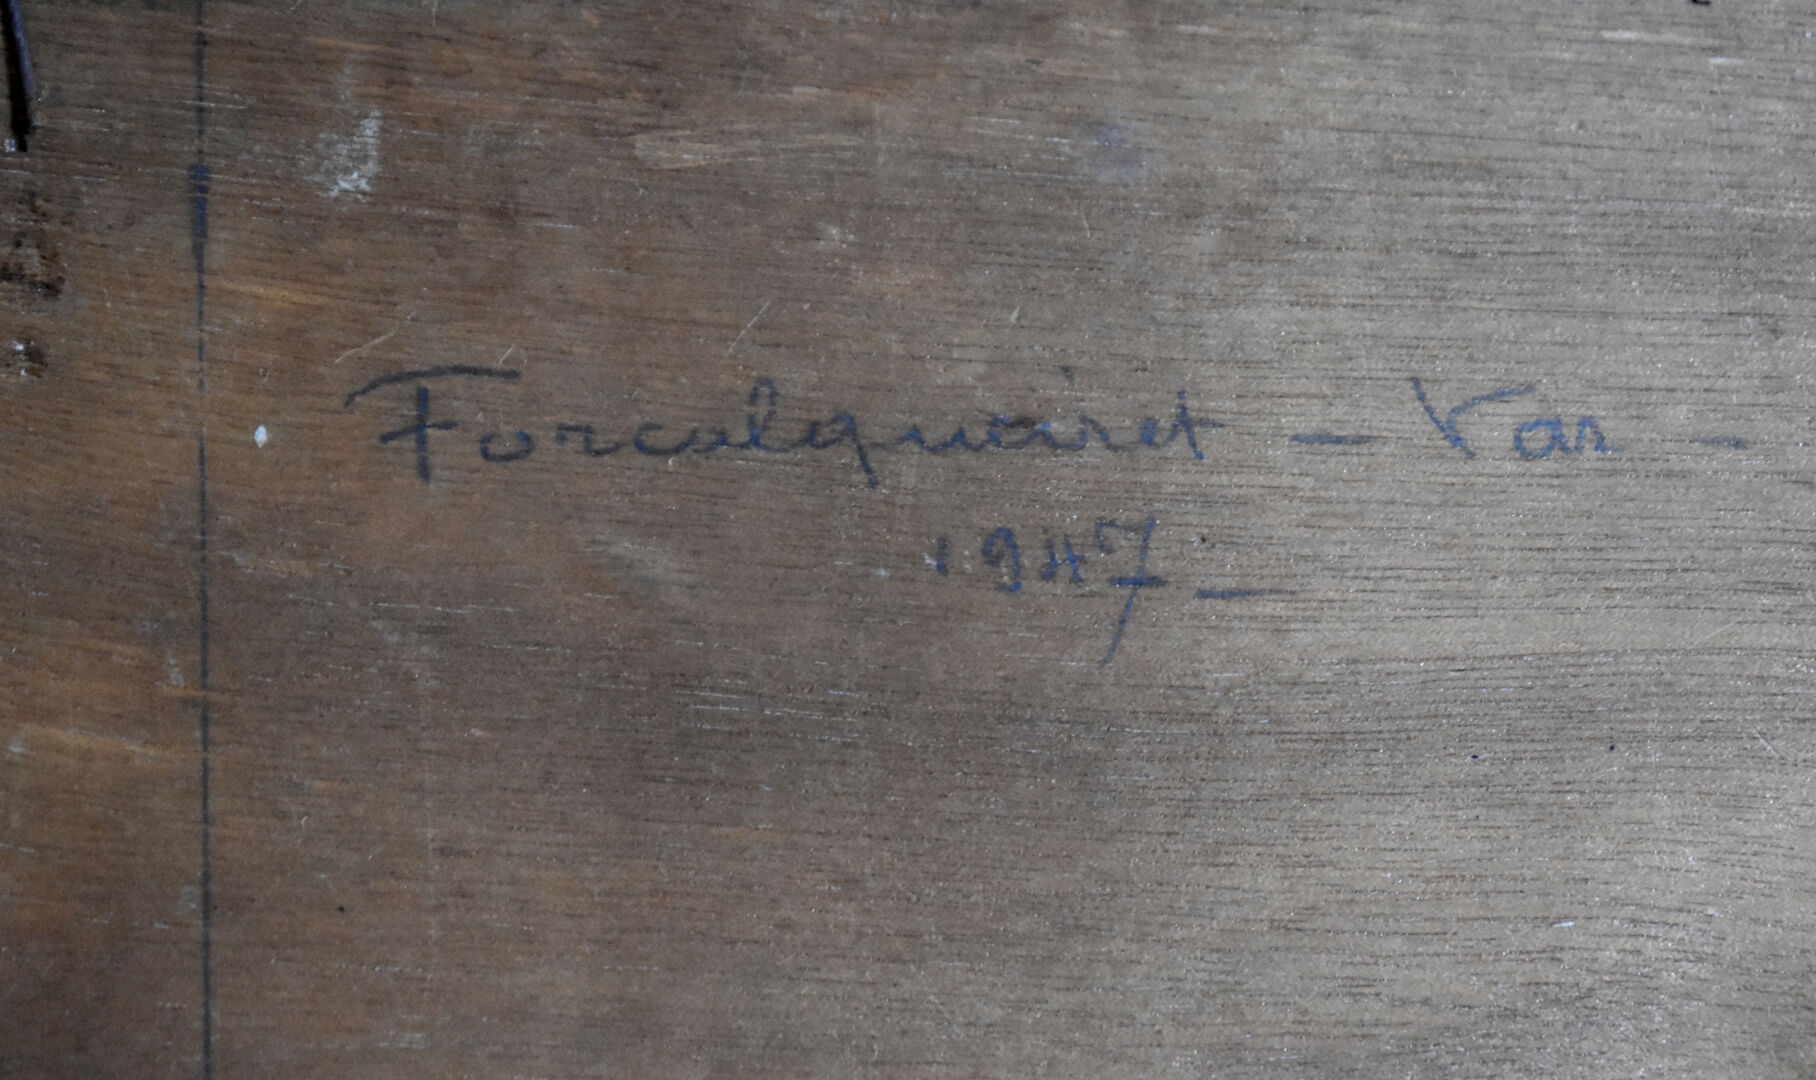 Forcalqueiret - Var -
1947 -